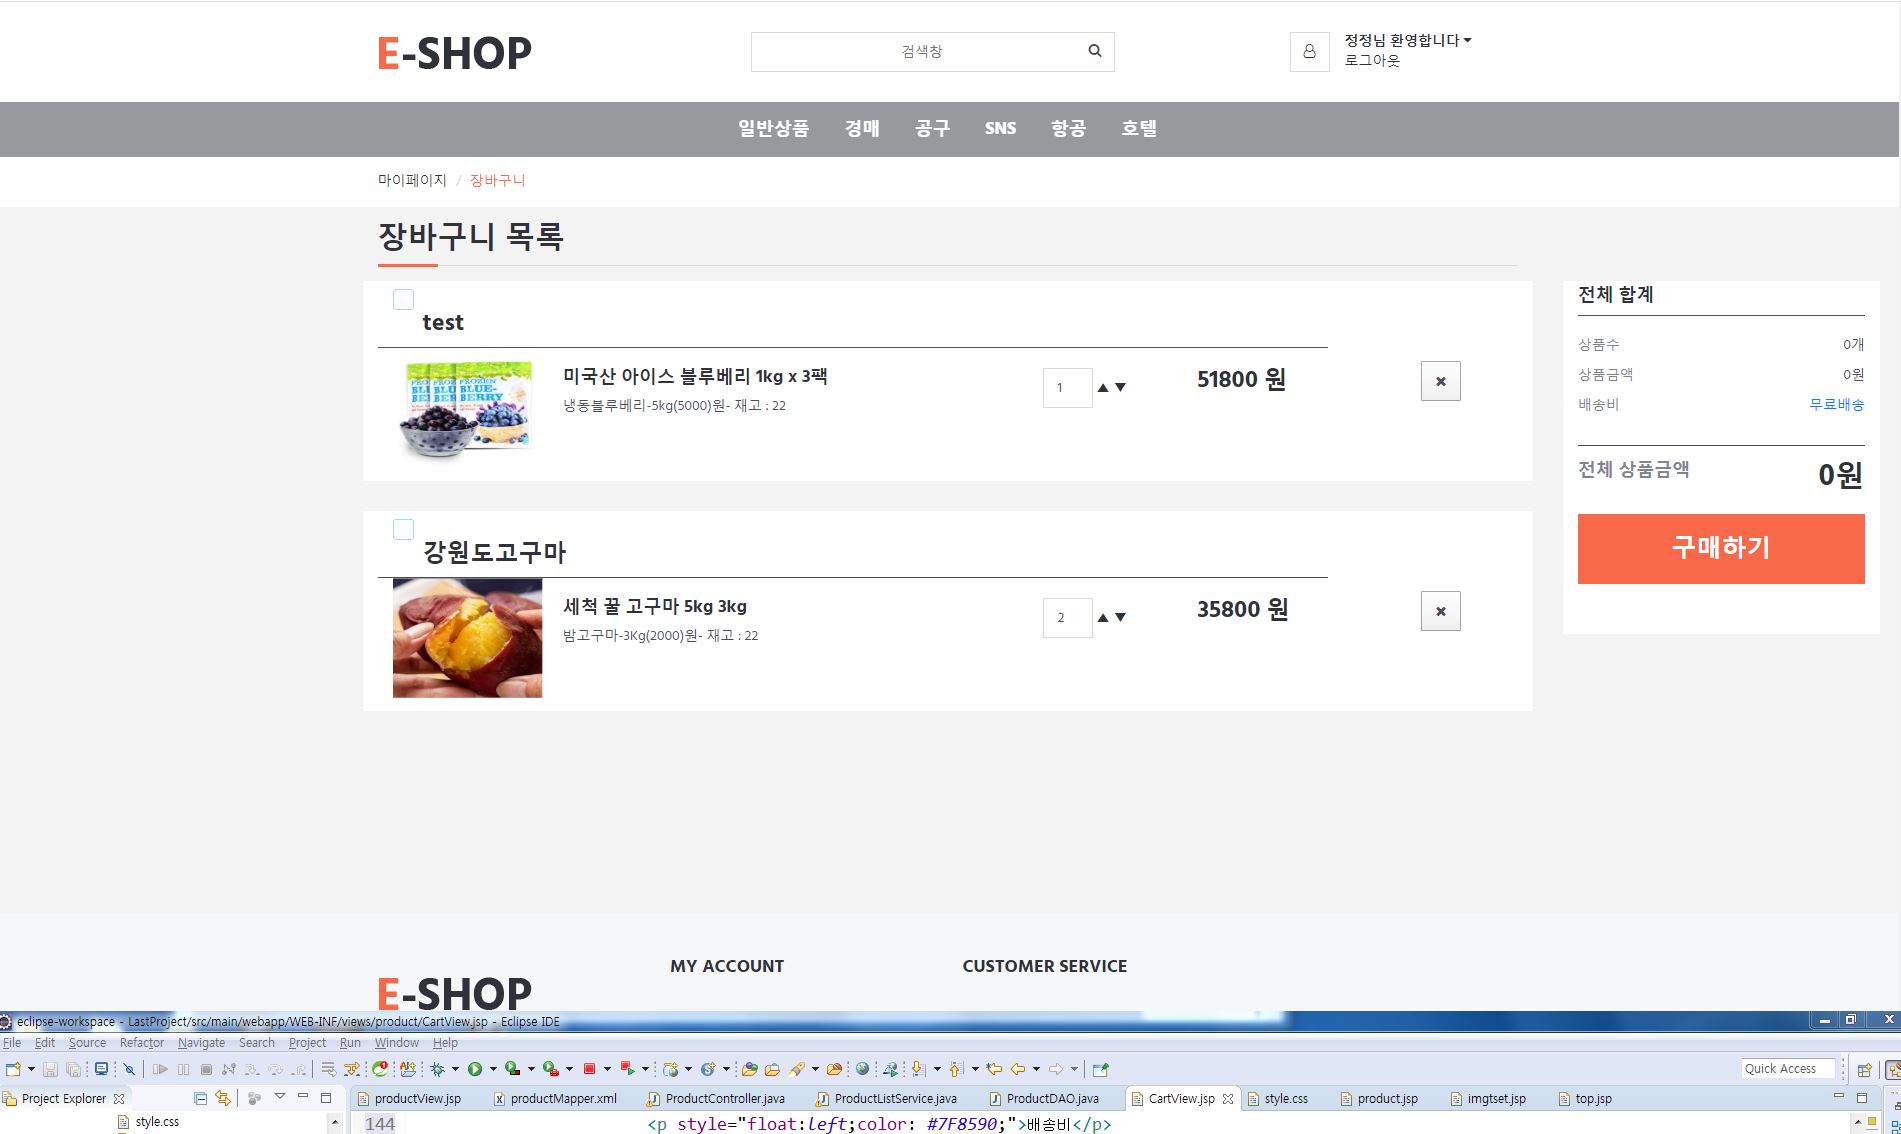 E-SHOP
검색창
정정님 환영합니다
로그아웃
일반상품 경매 공구 SNS 항공 호텔
마이페이지 / 장바구니
장바구니 목록
test
미국산 아이스 블루베리 1kg x 3팩
냉동블루베리-5kg(5000)원- 재고 : 22
1 ▲ ▼
51800 원
FROZEN BLUE-BERRY
강원도고구마
세척 꿀 고구마 5kg 3kg
밤고구마-3Kg(2000)원- 재고 : 22
2 ▲ ▼
35800 원
전체 합계
상품수 0개
상품금액 0원
배송비 무료배송
전체 상품금액 0원
구매하기
E-SHOP
MY ACCOUNT
CUSTOMER SERVICE
eclipse-workspace - LastProject/src/main/webapp/WEB-INF/views/product/CartView.jsp - Eclipse IDE
File Edit Source Refactor Navigate Search Project Run Window Help
Quick Access
Project Explorer
productView.jsp productMapper.xml ProductController.java ProductListService.java ProductDAO.java CartView.jsp style.css product.jsp imgtset.jsp top.jsp
style.css
144 <p style="float:left;color: #7F8590;">배송비</p>